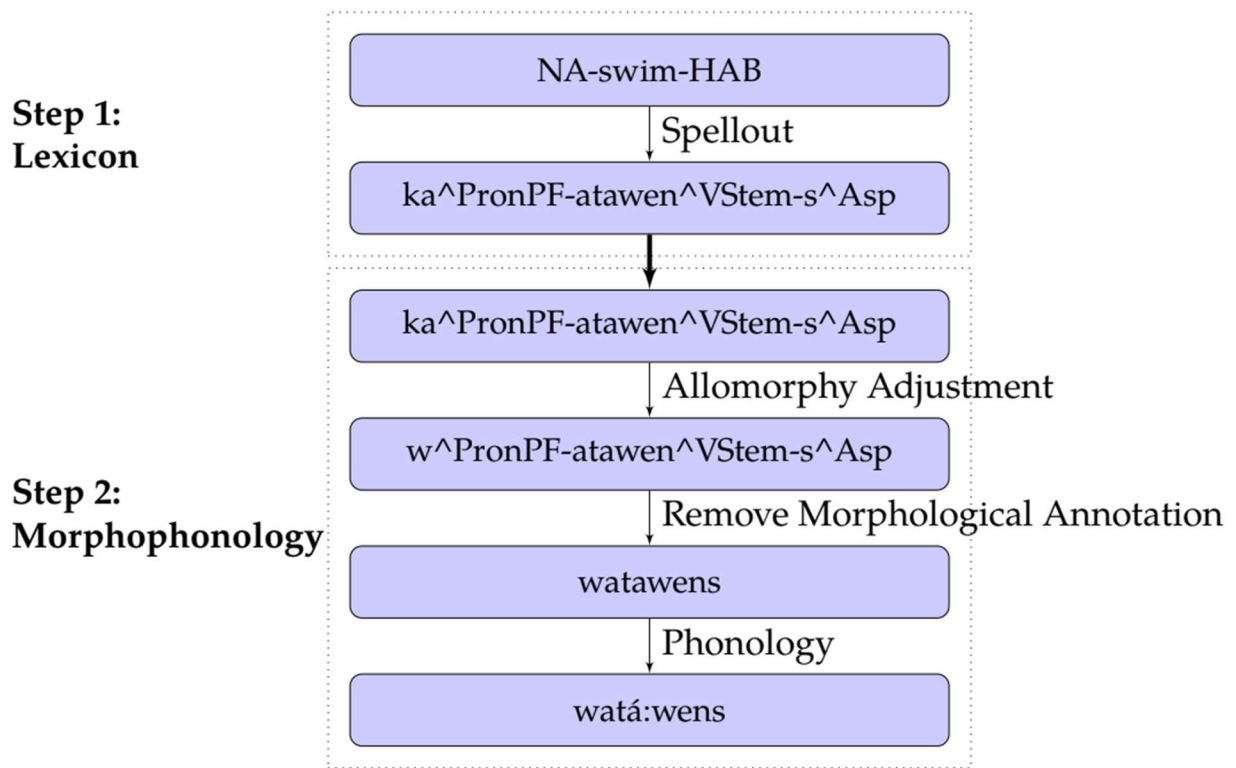 Step 1:
Lexicon
NA-swim-HAB
Spellout
ka^PronPF-atawen^VStem-s^Asp
ka^PronPF-atawen^VStem-s^Asp
Allomorphy Adjustment
w^PronPF-atawen^VStem-s^Asp
Step 2:
Morphophonology
Remove Morphological Annotation
watawens
Phonology
watá:wens